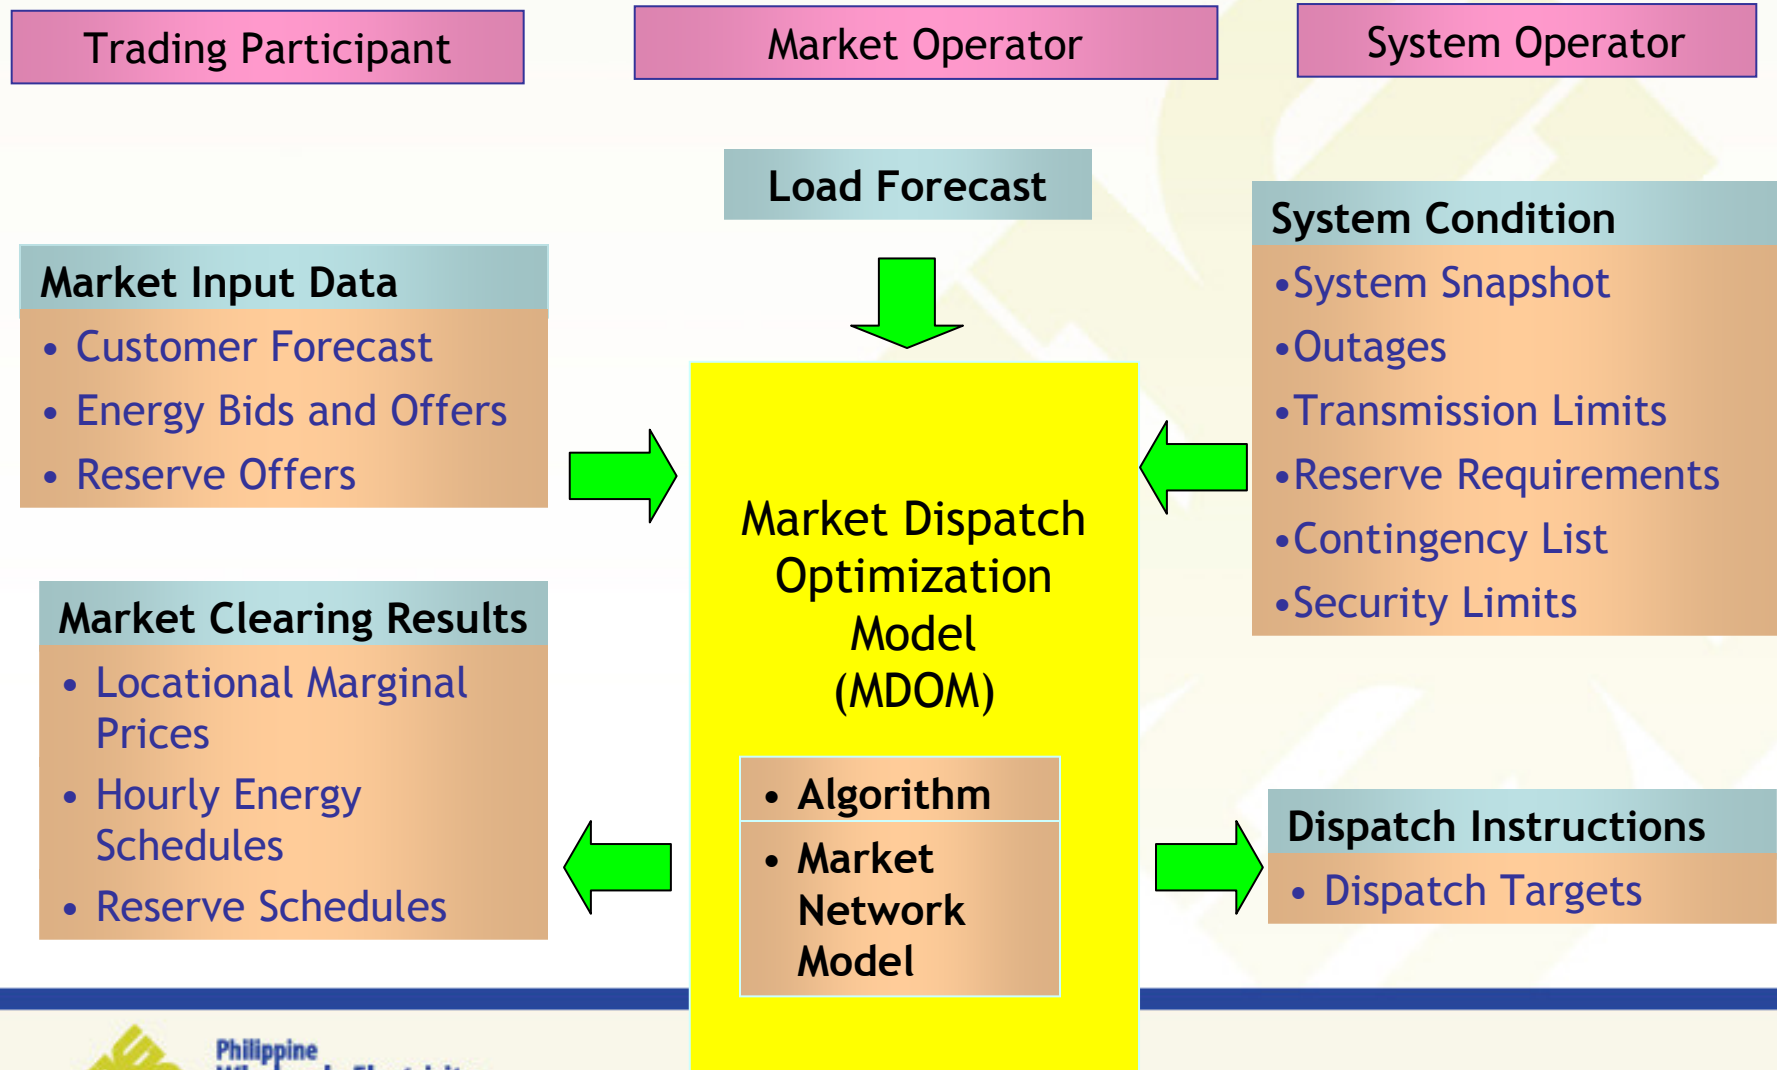 Trading Participant
Market Operator
System Operator
Load Forecast
Market Input Data
• Customer Forecast
• Energy Bids and Offers
• Reserve Offers
System Condition
•System Snapshot
•Outages
•Transmission Limits
•Reserve Requirements
•Contingency List
•Security Limits
Market Dispatch
Optimization
Model
(MDOM)
• Algorithm
• Market
Network
Model
Market Clearing Results
• Locational Marginal
Prices
• Hourly Energy
Schedules
• Reserve Schedules
Dispatch Instructions
• Dispatch Targets
Philippine